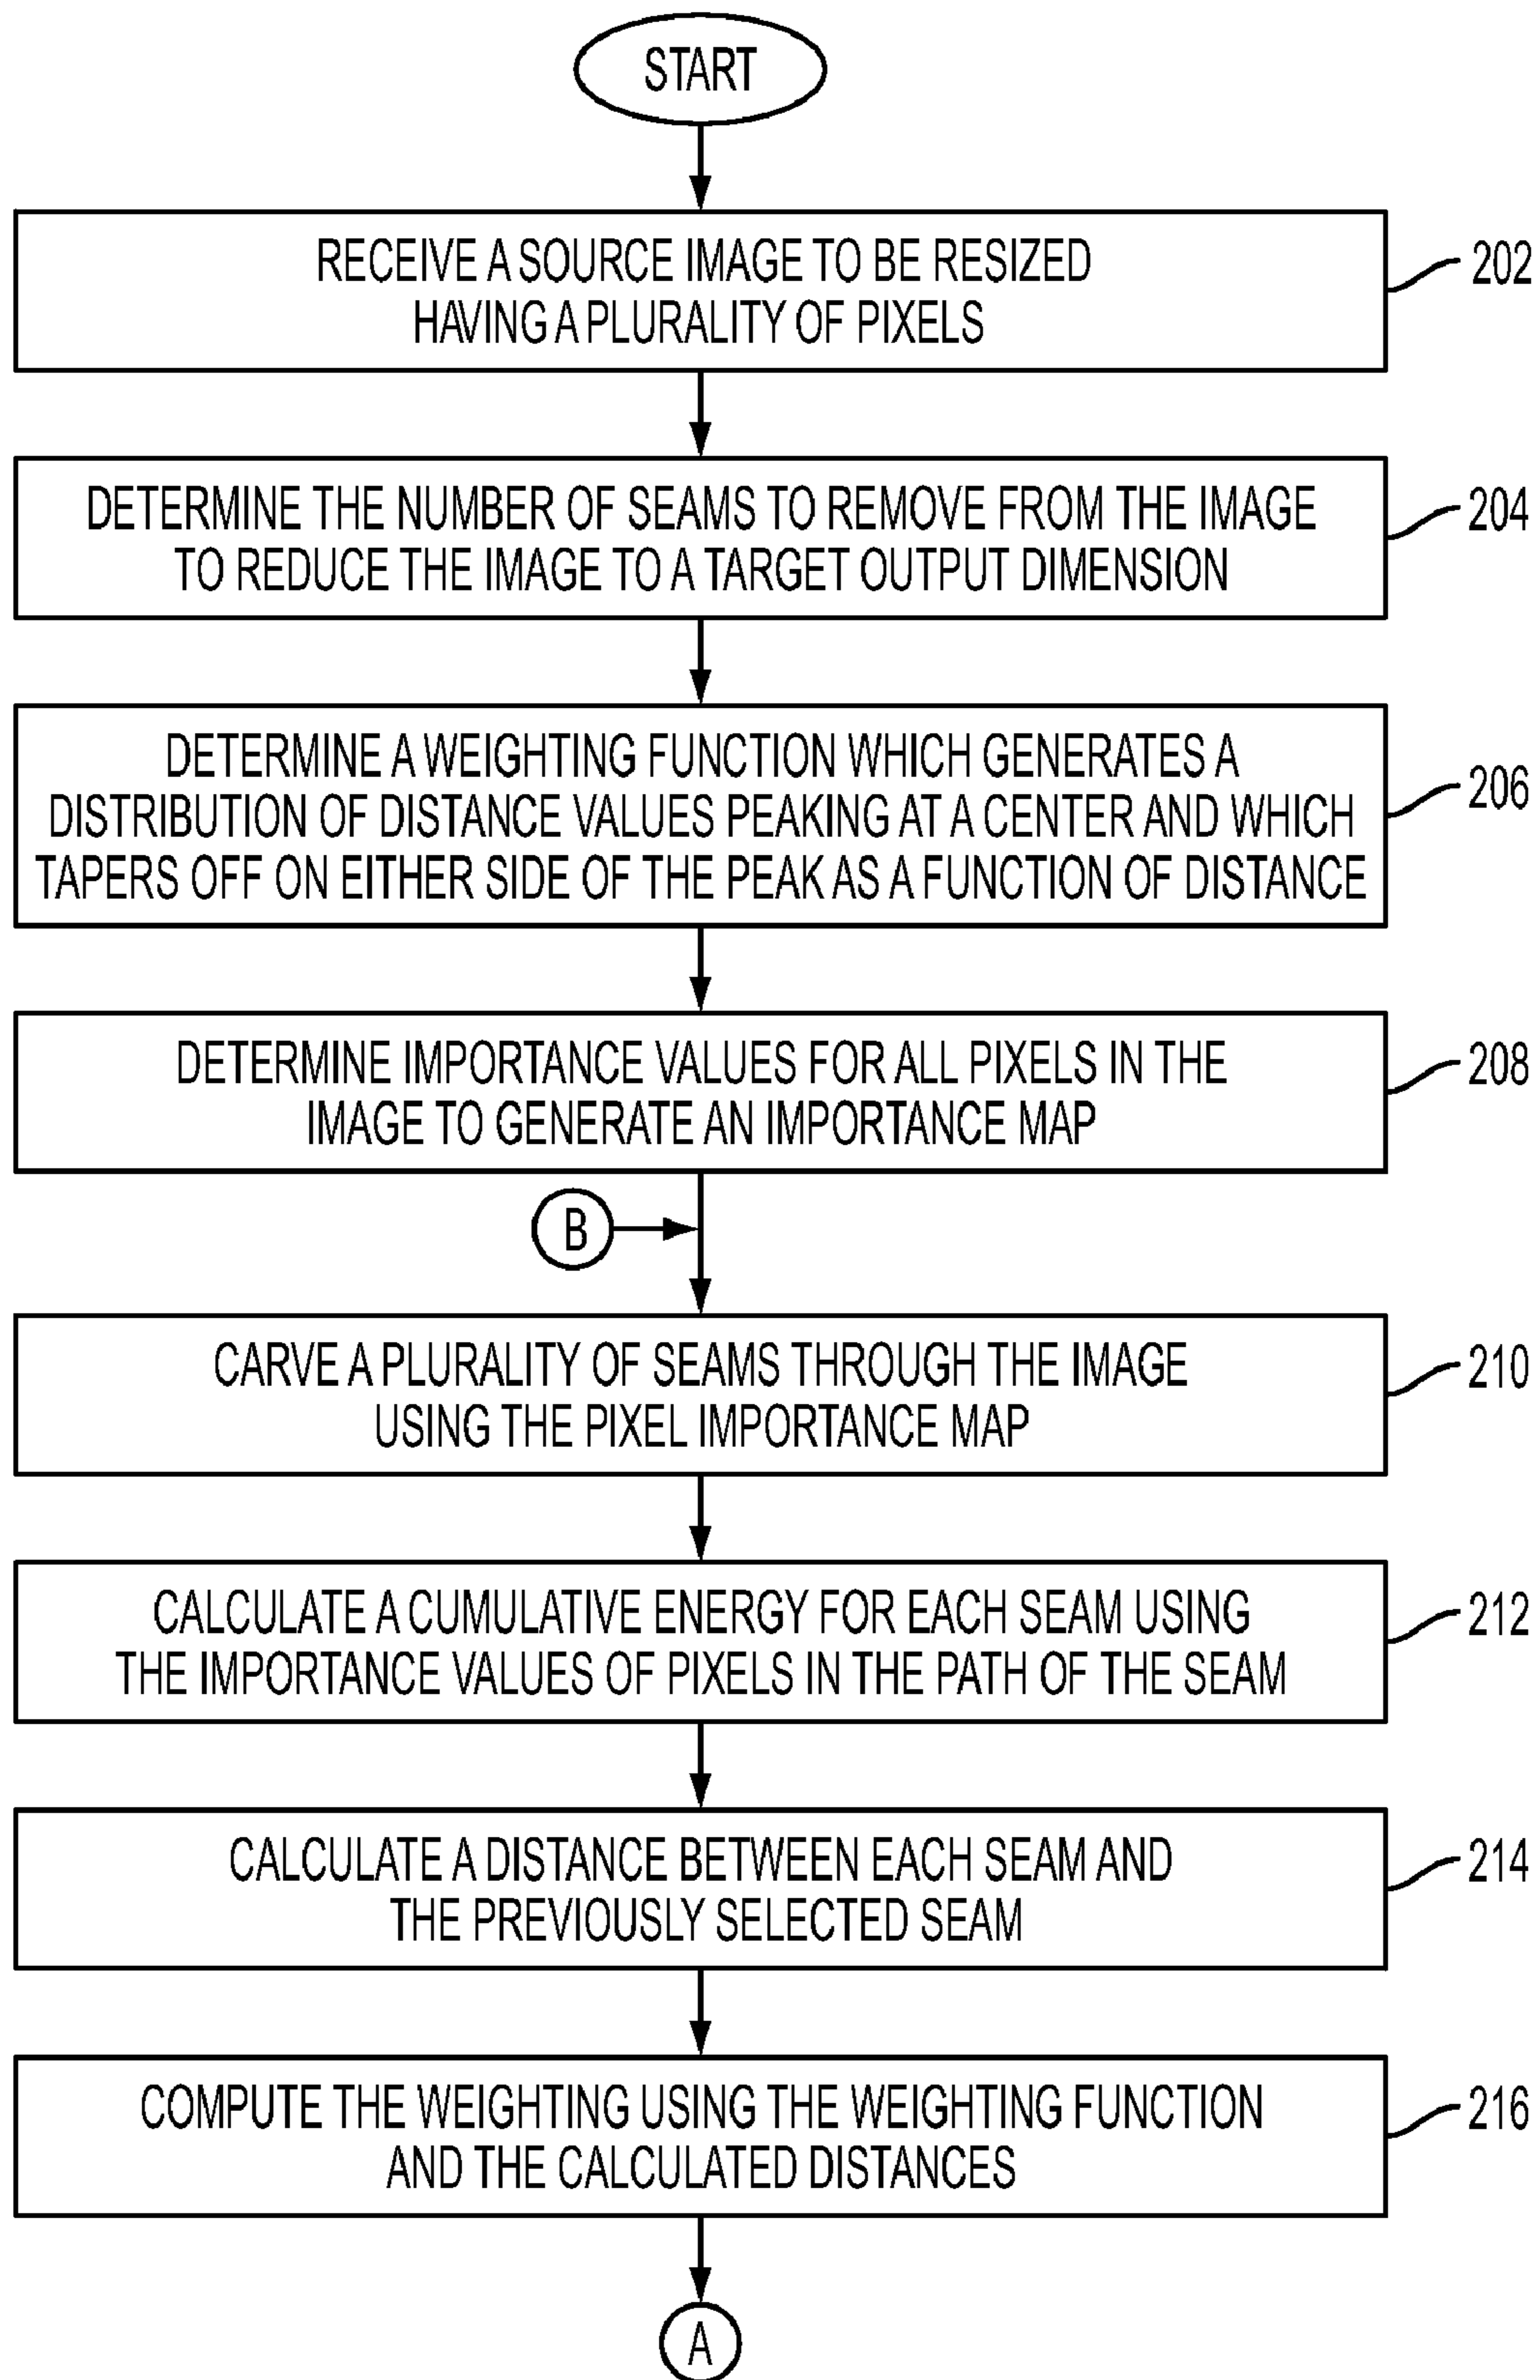 START
RECEIVE A SOURCE IMAGE TO BE RESIZED
HAVING A PLURALITY OF PIXELS
202
DETERMINE THE NUMBER OF SEAMS TO REMOVE FROM THE IMAGE
TO REDUCE THE IMAGE TO A TARGET OUTPUT DIMENSION
204
DETERMINE A WEIGHTING FUNCTION WHICH GENERATES A
DISTRIBUTION OF DISTANCE VALUES PEAKING AT A CENTER AND WHICH
TAPERS OFF ON EITHER SIDE OF THE PEAK AS A FUNCTION OF DISTANCE
206
DETERMINE IMPORTANCE VALUES FOR ALL PIXELS IN THE
IMAGE TO GENERATE AN IMPORTANCE MAP
208
B
CARVE A PLURALITY OF SEAMS THROUGH THE IMAGE
USING THE PIXEL IMPORTANCE MAP
210
CALCULATE A CUMULATIVE ENERGY FOR EACH SEAM USING
THE IMPORTANCE VALUES OF PIXELS IN THE PATH OF THE SEAM
212
CALCULATE A DISTANCE BETWEEN EACH SEAM AND
THE PREVIOUSLY SELECTED SEAM
214
COMPUTE THE WEIGHTING USING THE WEIGHTING FUNCTION
AND THE CALCULATED DISTANCES
216
A